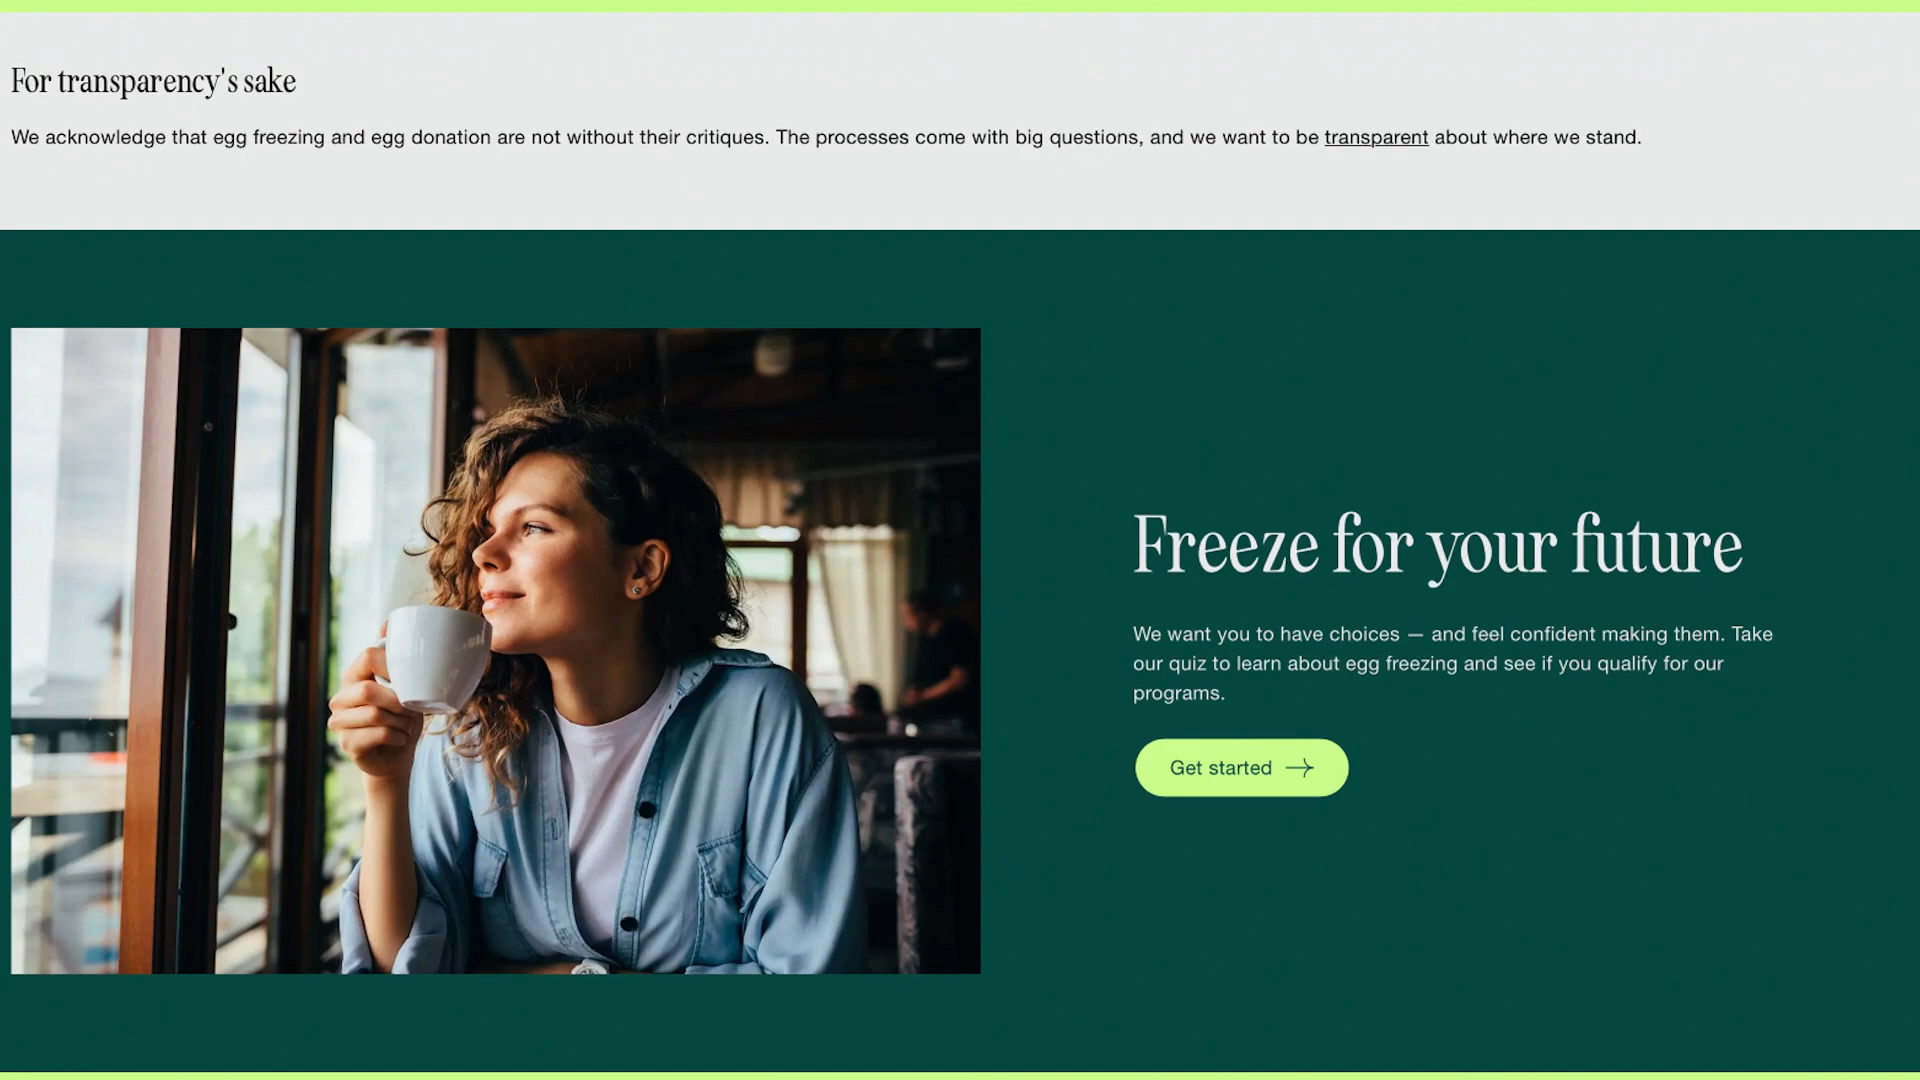 For transparency's sake
We acknowledge that egg freezing and egg donation are not without their critiques. The processes come with big questions, and we want to be transparent about where we stand.
Freeze for your future
We want you to have choices — and feel confident making them. Take
our quiz to learn about egg freezing and see if you qualify for our
programs.
Get started